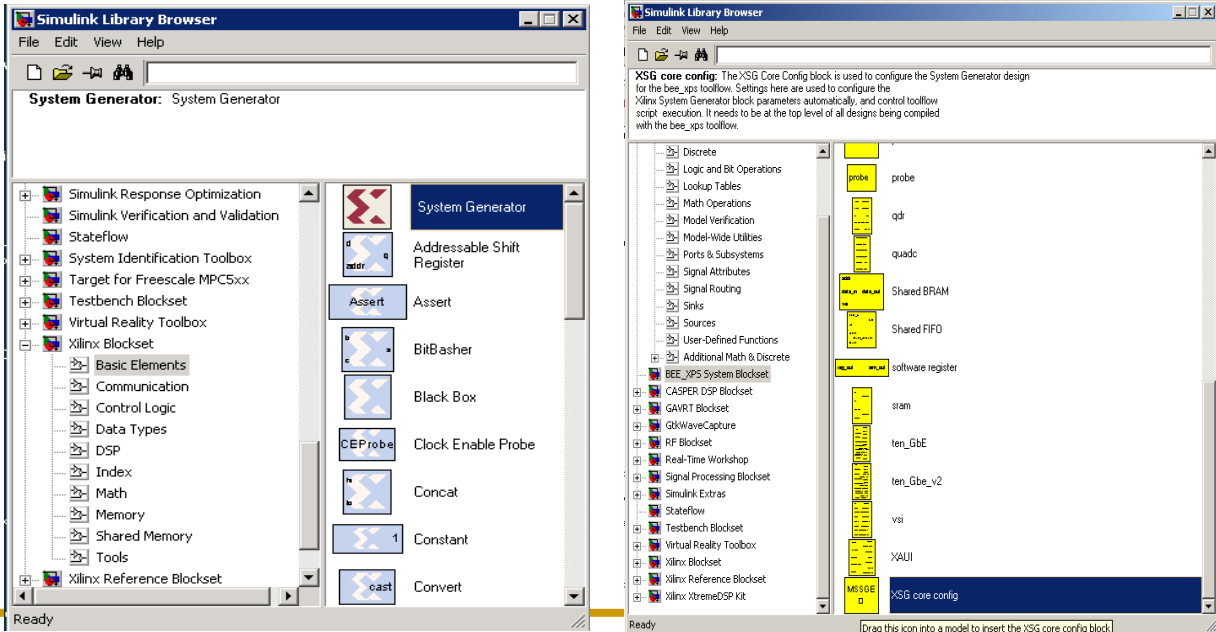 Simulink Library Browser
File Edit View Help
System Generator: System Generator
Simulink Response Optimization
Simulink Verification and Validation
Stateflow
System Identification Toolbox
Target for Freescale MPC5xx
Testbench Blockset
Virtual Reality Toolbox
Xilinx Blockset
Basic Elements
Communication
Control Logic
Data Types
DSP
Index
Math
Memory
Shared Memory
Tools
Xilinx Reference Blockset
System Generator
d
q
addr
Addressable Shift
Register
Assert
Assert
b
a
c
BitBasher
Black Box
CEProbe
Clock Enable Probe
hi
lo
Concat
1
Constant
cast
Convert
Ready
Simulink Library Browser
File Edit View Help
XSG core config: The XSG Core Config block is used to configure the System Generator design
for the bee_xps toolflow. Settings here are used to configure the
Xilinx System Generator block parameters automatically, and control toolflow
script execution. It needs to be at the top level of all designs being compiled
with the bee_xps toolflow.
Discrete
Logic and Bit Operations
Lookup Tables
Math Operations
Model Verification
Model-Wide Utilities
Ports & Subsystems
Signal Attributes
Signal Routing
Sinks
Sources
User-Defined Functions
Additional Math & Discrete
BEE_XPS System Blockset
CASPER DSP Blockset
GAVRT Blockset
GtkWaveCapture
RF Blockset
Real-Time Workshop
Signal Processing Blockset
Simulink Extras
Stateflow
Testbench Blockset
Virtual Reality Toolbox
Xilinx Blockset
Xilinx Reference Blockset
Xilinx XtremeDSP Kit
probe
probe
qdr
quadc
Shared BRAM
Shared FIFO
software register
sram
ten_GbE
ten_Gbe_v2
vsi
XAUI
MSSGE
XSG core config
Ready
Drag this icon into a model to insert the XSG core config block